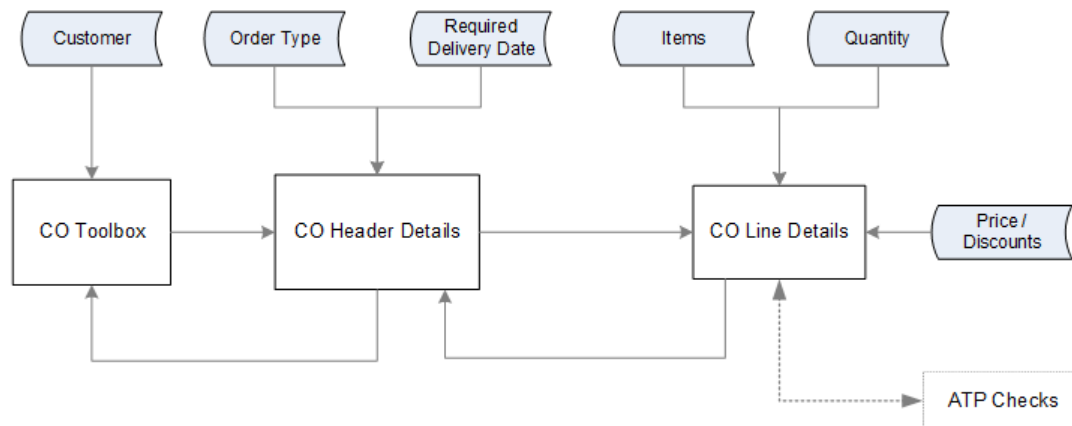 Customer
Order Type
Required
Delivery Date
Items
Quantity
CO Toolbox
CO Header Details
CO Line Details
Price /
Discounts
ATP Checks